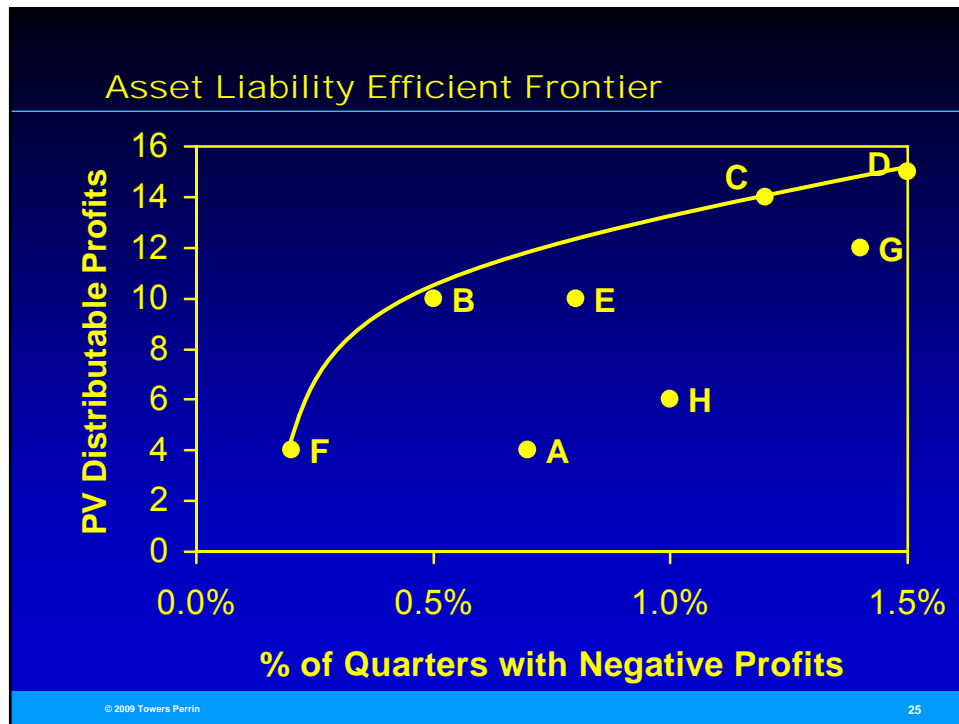 Asset Liability Efficient Frontier
PV Distributable Profits
16
14
12
10
8
6
4
2
0
C
D
G
B
E
H
F
A
0.0%
0.5%
1.0%
1.5%
% of Quarters with Negative Profits
© 2009 Towers Perrin
25